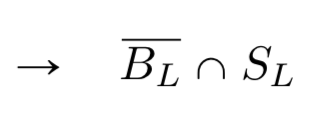 → $\overline{B_L} \cap S_L$